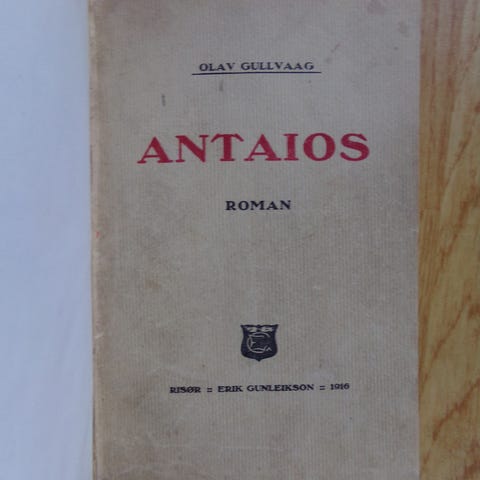 OLAV GULLVAAG
ANTAIOS
ROMAN
RISØR = ERIK GUNLEIKSON = 1916